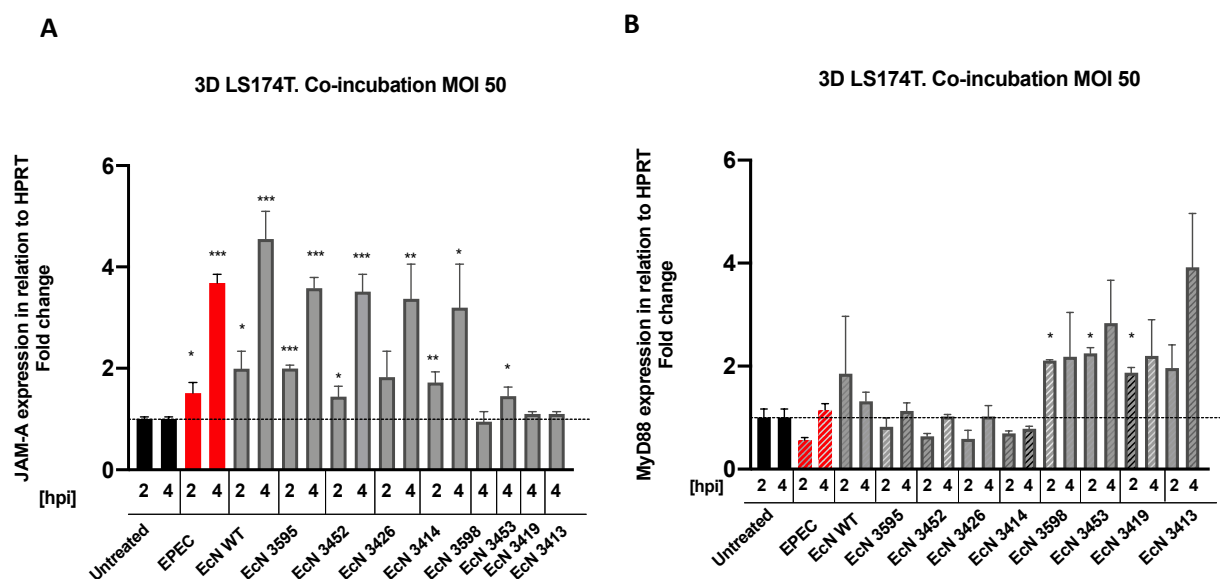 A
3D LS174T. Co-incubation MOI 50
JAM-A expression in relation to HPRT
Fold change
6
4
2
0
* *** * *** *** *** * *** ** ** * *
[hpi] 2 4 2 4 2 4 2 4 2 4 2 4 2 4 4 4 4 4
Untreated EPEC EcN WT EcN 3595 EcN 3452 EcN 3426 EcN 3414 EcN 3598 EcN 3453 EcN 3419 EcN 3413
B
3D LS174T. Co-incubation MOI 50
MyD88 expression in relation to HPRT
Fold change
6
4
2
0
* * *
[hpi] 2 4 2 4 2 4 2 4 2 4 2 4 2 4 2 4 2 4 2 4 2 4
Untreated EPEC EcN WT EcN 3595 EcN 3452 EcN 3426 EcN 3414 EcN 3598 EcN 3453 EcN 3419 EcN 3413